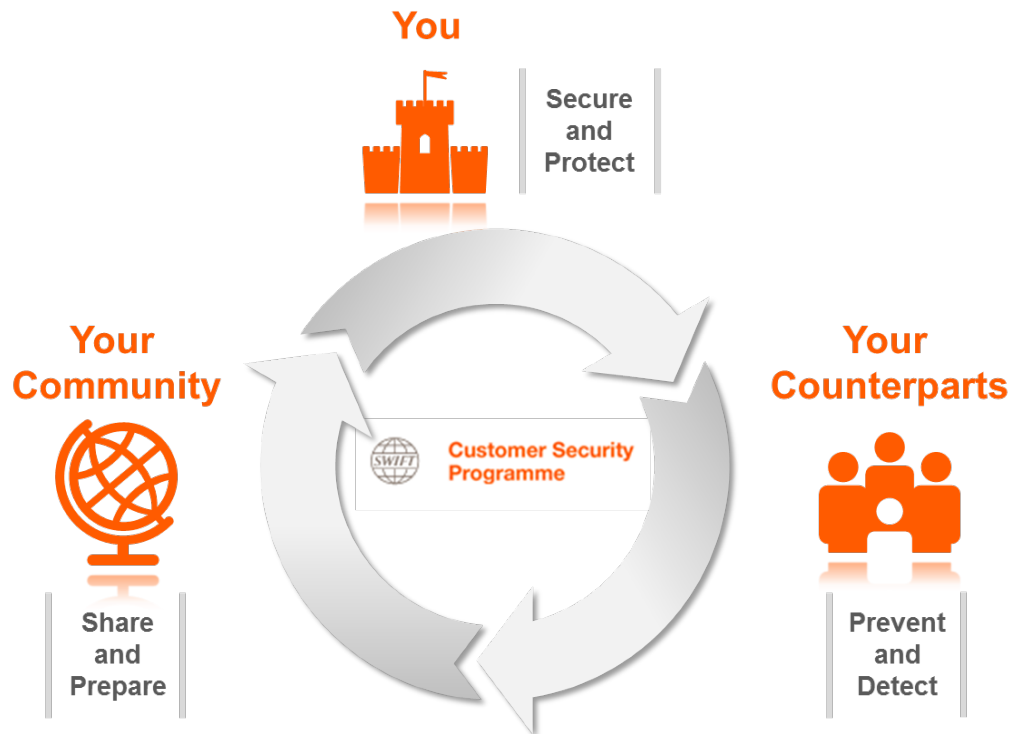 You
Secure
and
Protect
Your
Community
Your
Counterparts
SWIFT
Customer Security
Programme
Share
and
Prepare
Prevent
and
Detect